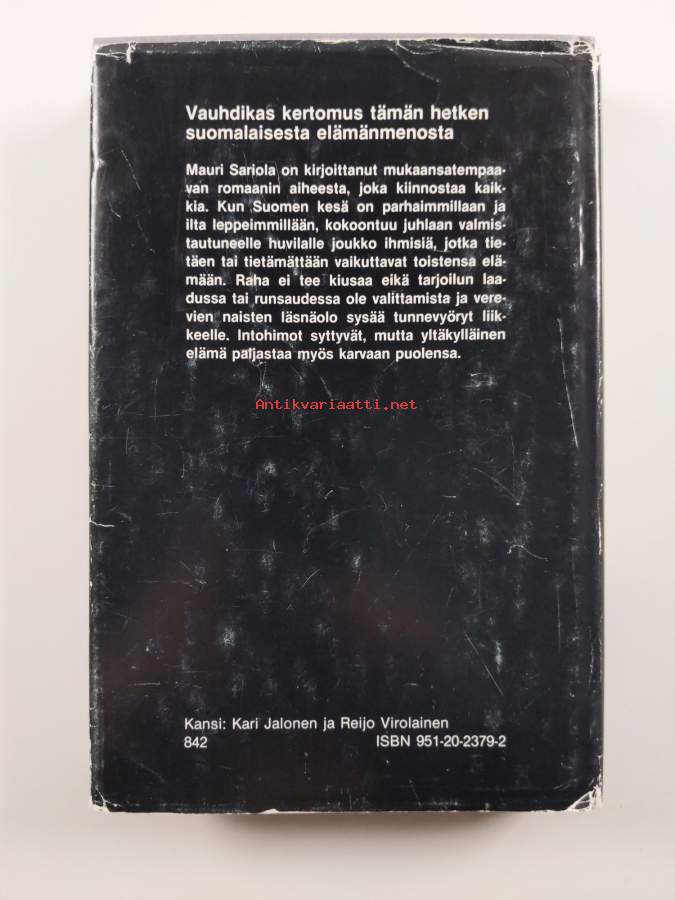 Vauhdikas kertomus tämän hetken
suomalaisesta elämänmenosta
Mauri Sariola on kirjoittanut mukaansatempaa-
van romaanin aiheesta, joka kiinnostaa kaik-
kia. Kun Suomen kesä on parhaimmillaan ja
ilta leppeimmillään, kokoontuu juhlaan valmis-
tautuneelle huvilalle joukko ihmisiä, jotka tie-
täen tai tietämättään vaikuttavat toistensa elä-
mään. Raha ei tee kiusaa eikä tarjoilun laa-
dussa tai runsaudessa ole valittamista ja vere-
vien naisten läsnäolo sysää tunnevyöryt liik-
keelle. Intohimot syttyvät, mutta yltäkylläinen
elämä paljastaa myös karvaan puolensa.
Antikvariaatti.net
Kansi: Kari Jalonen ja Reijo Virolainen
842 ISBN 951-20-2379-2